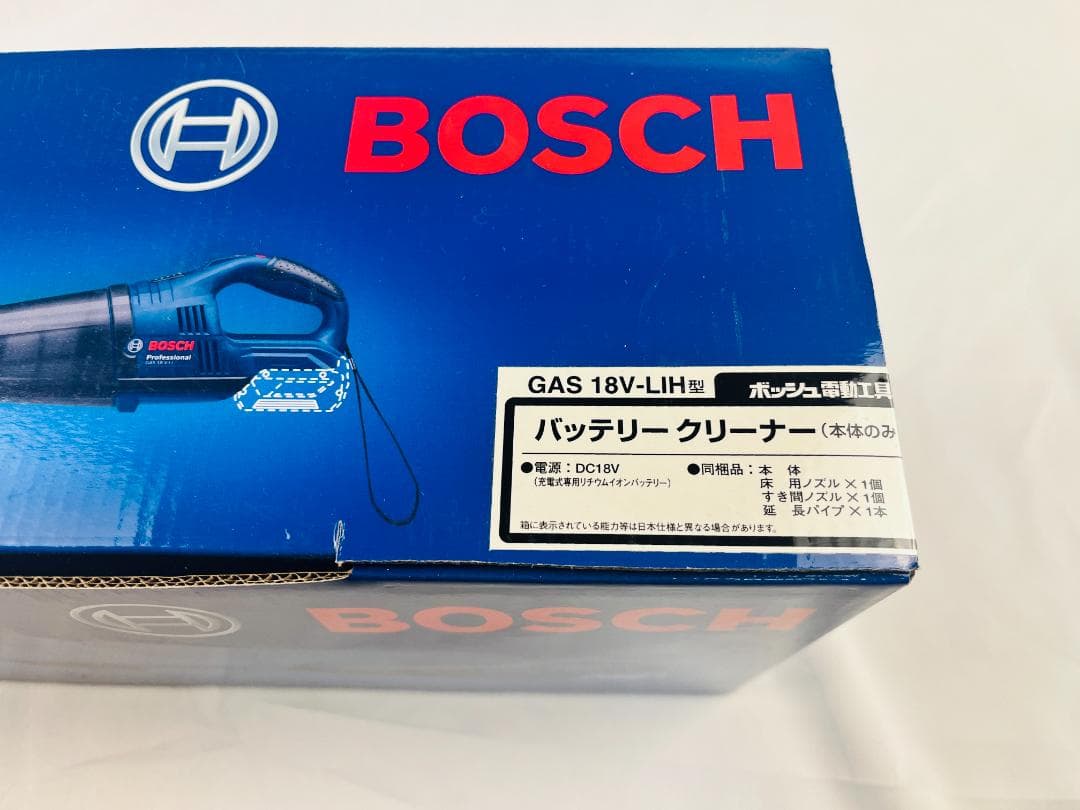 BOSCH
BOSCH
Professional
GAS 18V-LIH型
ボッシュ電動工具
バッテリー クリーナー(本体のみ
●電源：DC18V
(充電式専用リチウムイオンバッテリー)
●同梱品：本 体
床 用ノズル×1個
すき間ノズル×1個
延 長パイプ×1本
箱に表示されている能力等は日本仕様と異なる場合があります。
BOSCH